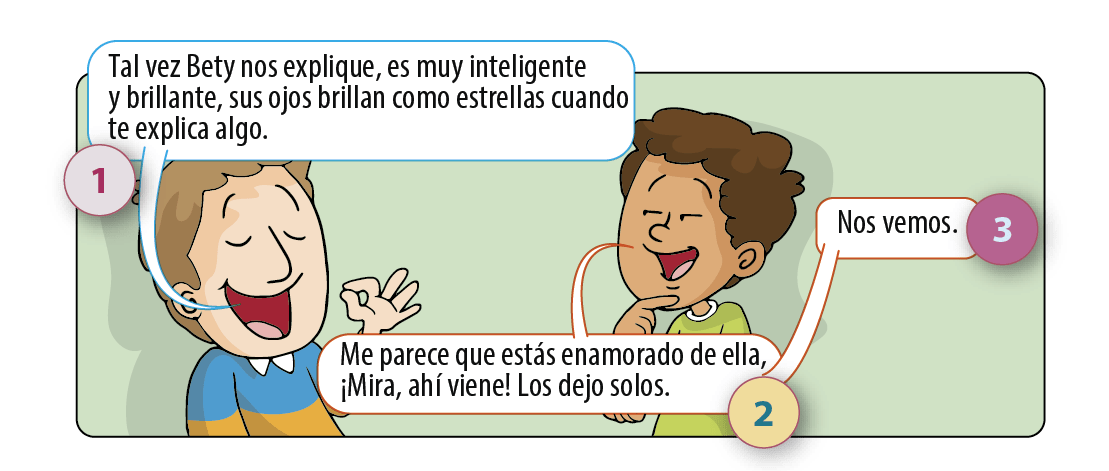 Tal vez Bety nos explique, es muy inteligente
y brillante, sus ojos brillan como estrellas cuando
te explica algo.
1
Me parece que estás enamorado de ella,
¡Mira, ahí viene! Los dejo solos.
2
Nos vemos.
3